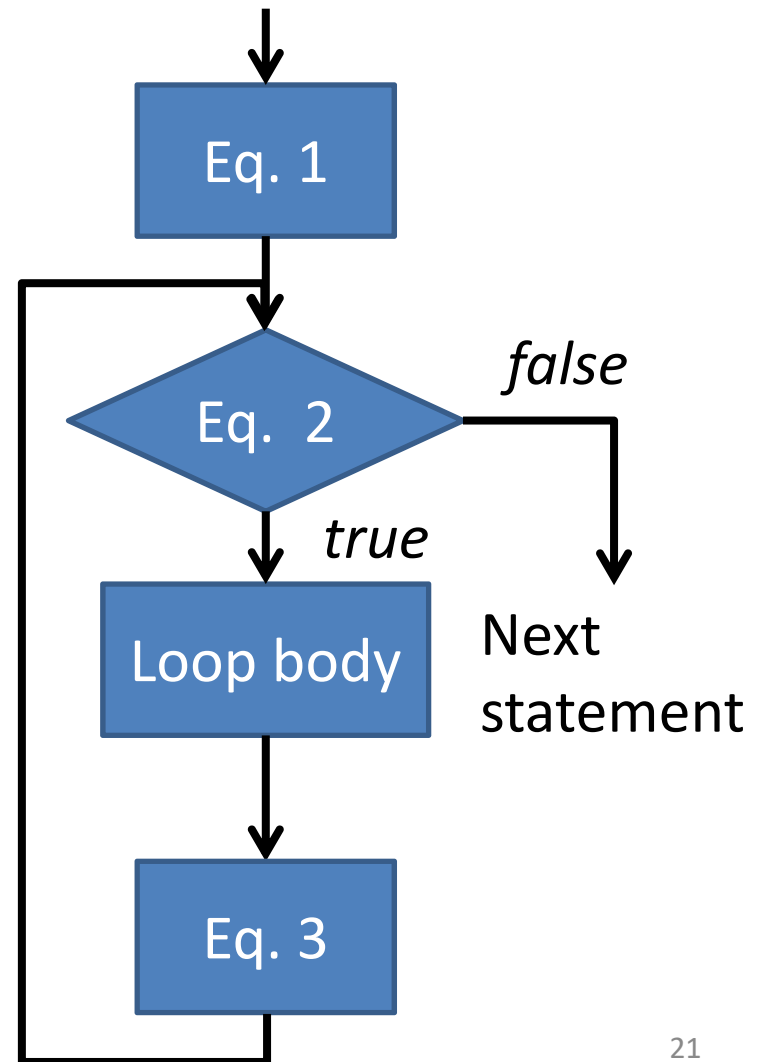 Eq. 1
Eq. 2
false
true
Loop body
Next
statement
Eq. 3
21